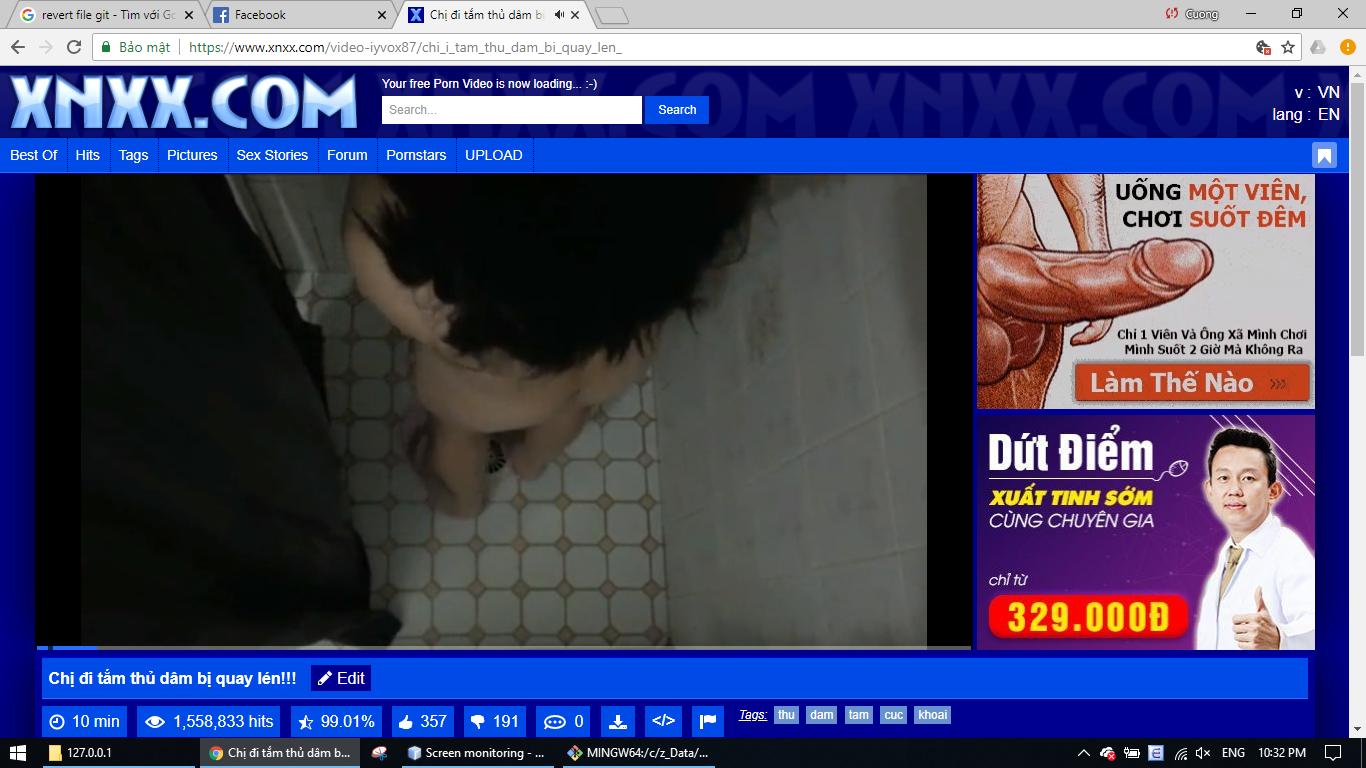 revert file git - Tìm với Go
Facebook
Chị đi tắm thủ dâm bị
Cuong
Bảo mật
https://www.xnxx.com/video-iyvox87/chi_i_tam_thu_dam_bi_quay_len_
XNXX.COM
Your free Porn Video is now loading... :-)
Search...
Search
v : VN
lang : EN
Best Of Hits Tags Pictures Sex Stories Forum Pornstars UPLOAD
UỐNG MỘT VIÊN,
CHƠI SUỐT ĐÊM
Chỉ 1 Viên Và Ông Xã Mình Chơi
Mình Suốt 2 Giờ Mà Không Ra
Làm Thế Nào >>>
Dứt Điểm
XUẤT TINH SỚM
CÙNG CHUYÊN GIA
chỉ từ
329.000Đ
Chị đi tắm thủ dâm bị quay lén!!! Edit
10 min 1,558,833 hits 99.01% 357 191 0 </> Tags: thu dam tam cuc khoai
127.0.0.1 Chị đi tắm thủ dâm b... Screen monitoring - ... MINGW64:/c/z_Data/... ENG 10:32 PM